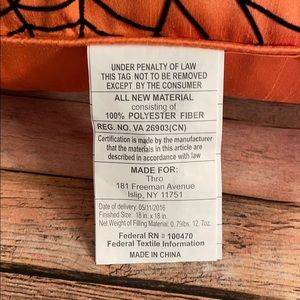 UNDER PENALTY OF LAW
THIS TAG NOT TO BE REMOVED
EXCEPT BY THE CONSUMER
ALL NEW MATERIAL
consisting of
100% POLYESTER FIBER
REG. NO. VA 26903(CN)
Certification is made by the manufacturer
that the materials in this article are
described in accordance with law
MADE FOR:
Thro
181 Freeman Avenue
Islip, NY 11751
Date of delivery: 05/11/2016
Finished Size: 18 in. x 18 in.
Net Weight of Filling Material: 0.79lbs. 12.7oz.
Federal RN = 100470
Federal Textile Information
MADE IN CHINA